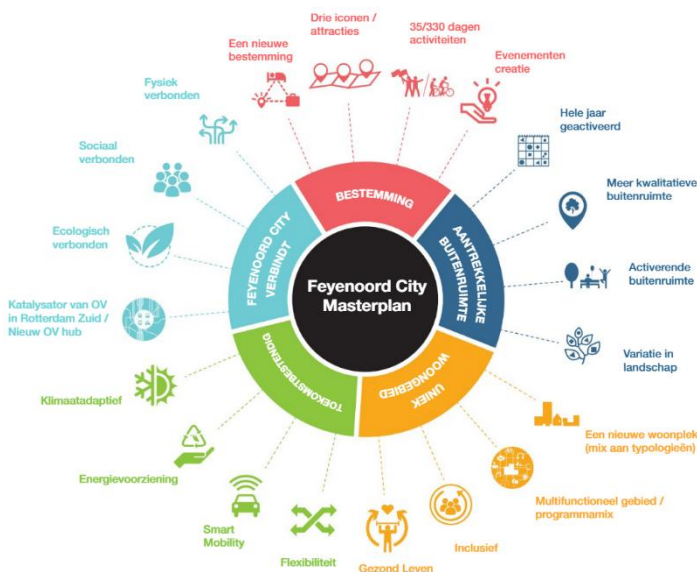 Drie iconen /
attracties
35/330 dagen
activiteiten
Een nieuwe
bestemming
Evenementen
creatie
Fysiek
verbonden
Hele jaar
geactiveerd
Sociaal
verbonden
Meer kwalitatieve
buitenruimte
Ecologisch
verbonden
Activerende
buitenruimte
Katalysator van OV
in Rotterdam Zuid /
Nieuw OV hub
Variatie in
landschap
BESTEMMING
AANTREKKELIJKE
BUITENRUIMTE
FEYENOORD CITY
VERBINDT
Feyenoord City
Masterplan
TOEKOMSTBESTENDIG
UNIEK
WOONGEBIED
Klimaatadaptief
Een nieuwe woonplek
(mix aan typologieën)
Energievoorziening
Multifunctioneel gebied /
programmamix
Smart
Mobility
Inclusief
Flexibiliteit
Gezond Leven